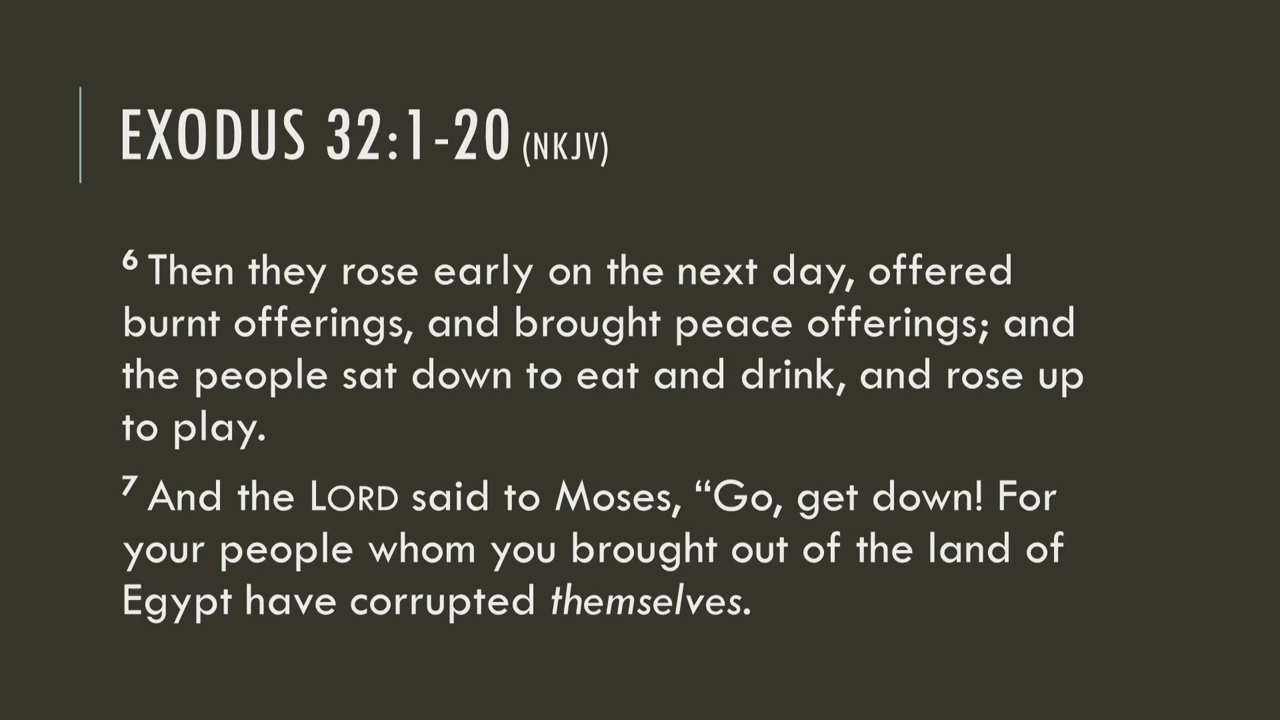 EXODUS 32:1-20 (NKJV)
6 Then they rose early on the next day, offered
burnt offerings, and brought peace offerings; and
the people sat down to eat and drink, and rose up
to play.
7 And the LORD said to Moses, “Go, get down! For
your people whom you brought out of the land of
Egypt have corrupted themselves.